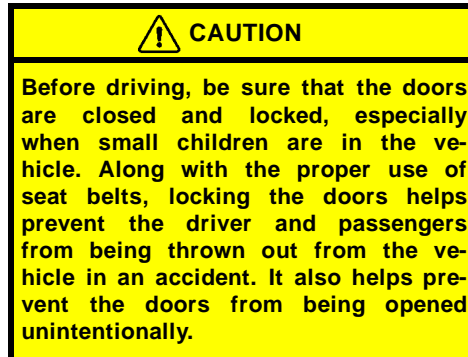 CAUTION
Before driving, be sure that the doors
are closed and locked, especially
when small children are in the ve-
hicle. Along with the proper use of
seat belts, locking the doors helps
prevent the driver and passengers
from being thrown out from the ve-
hicle in an accident. It also helps pre-
vent the doors from being opened
unintentionally.